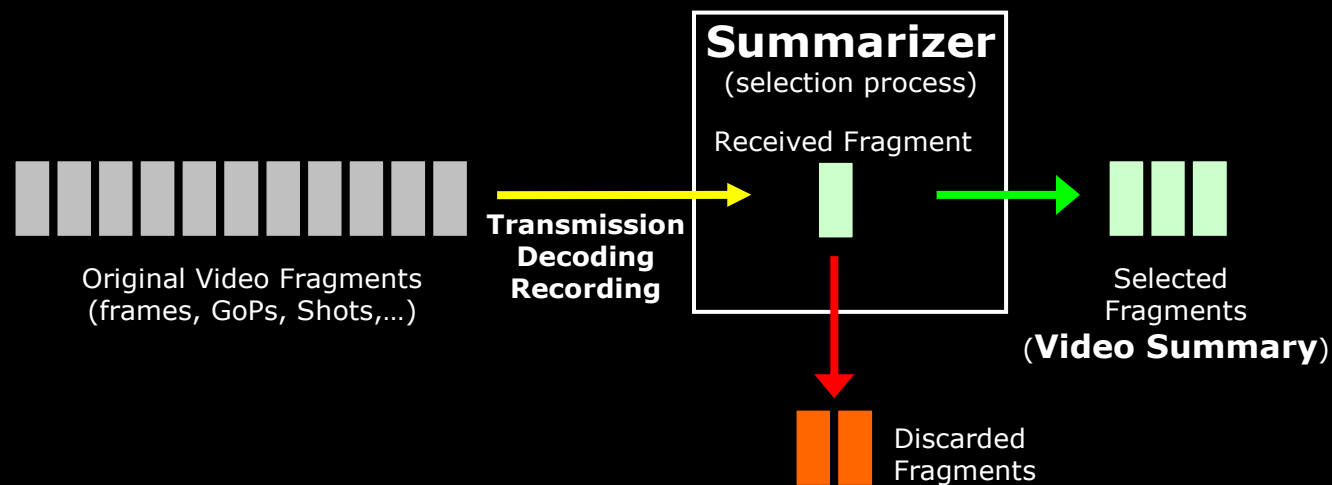 Summarizer
(selection process)
Received Fragment
Transmission
Decoding
Recording
Original Video Fragments
(frames, GoPs, Shots,…)
Selected
Fragments
(Video Summary)
Discarded
Fragments